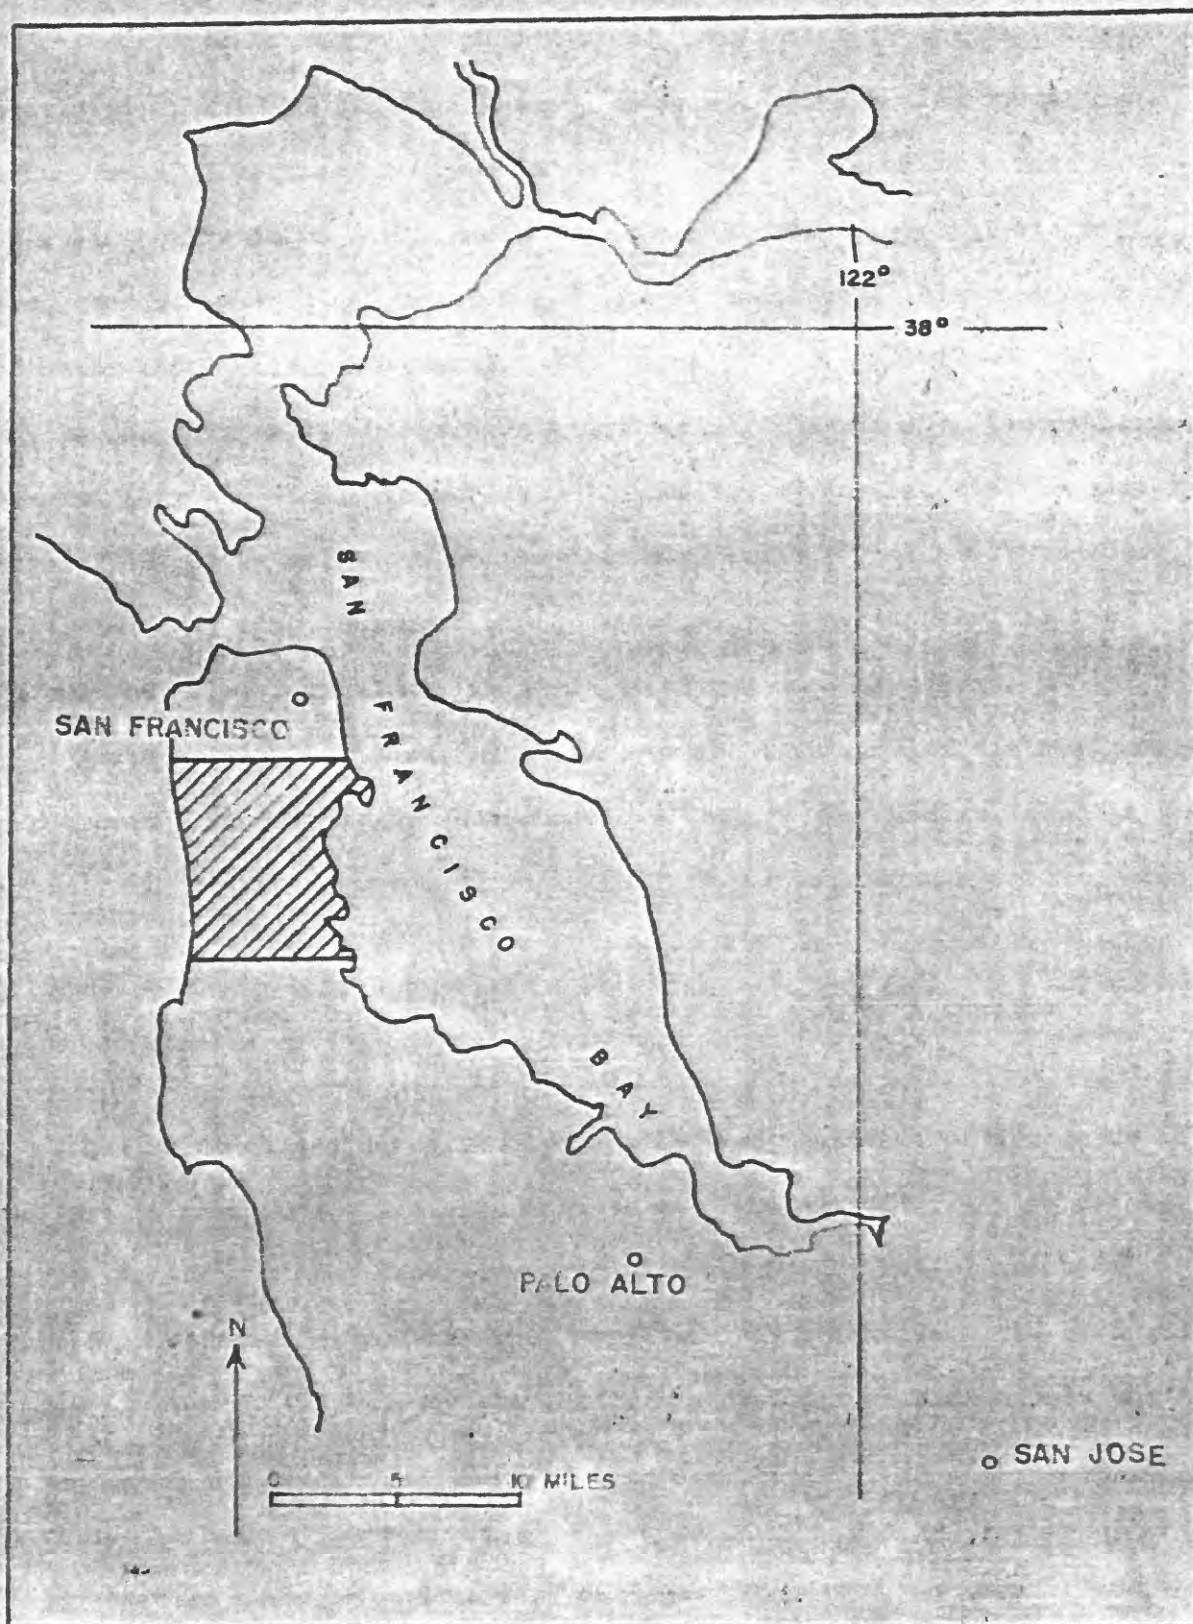 122°
38°
SAN
FRANCISCO
BAY
SAN FRANCISCO
PALO ALTO
N
0 5 10 MILES
SAN JOSE